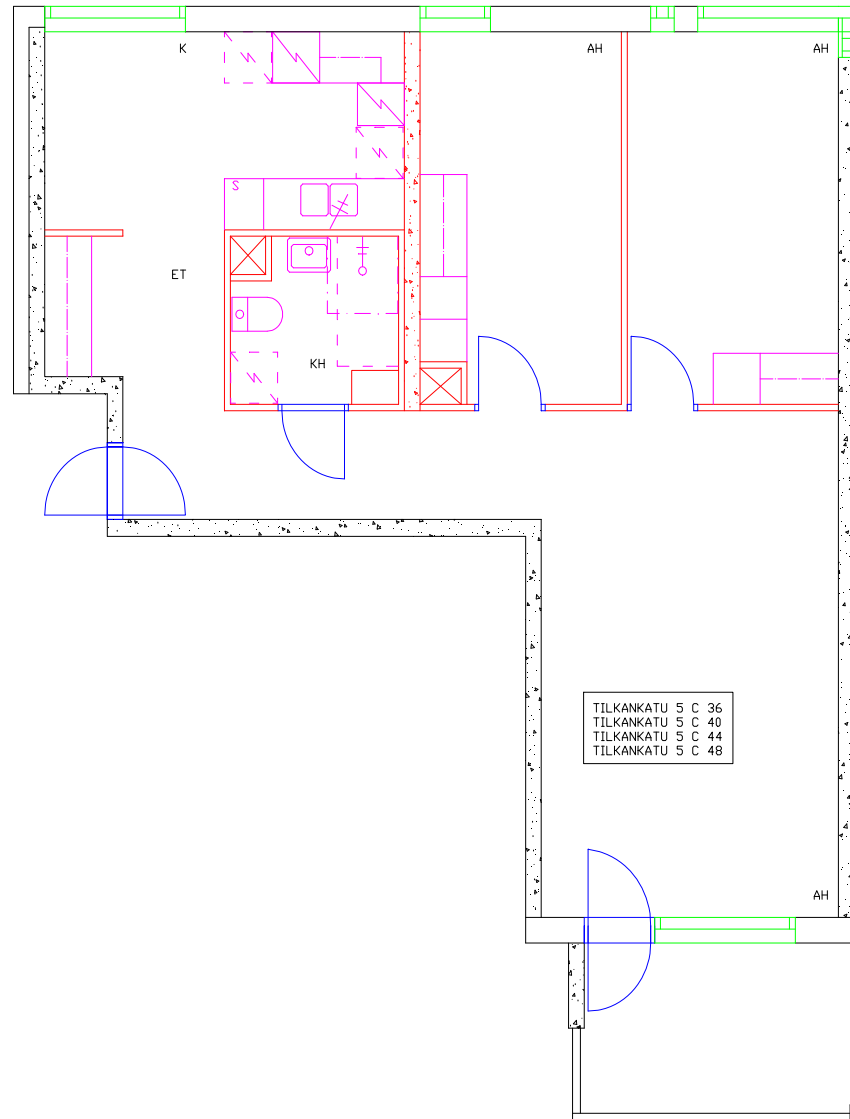 K
AH
AH
S
ET
KH
TILKANKATU 5 C 36
TILKANKATU 5 C 40
TILKANKATU 5 C 44
TILKANKATU 5 C 48
AH